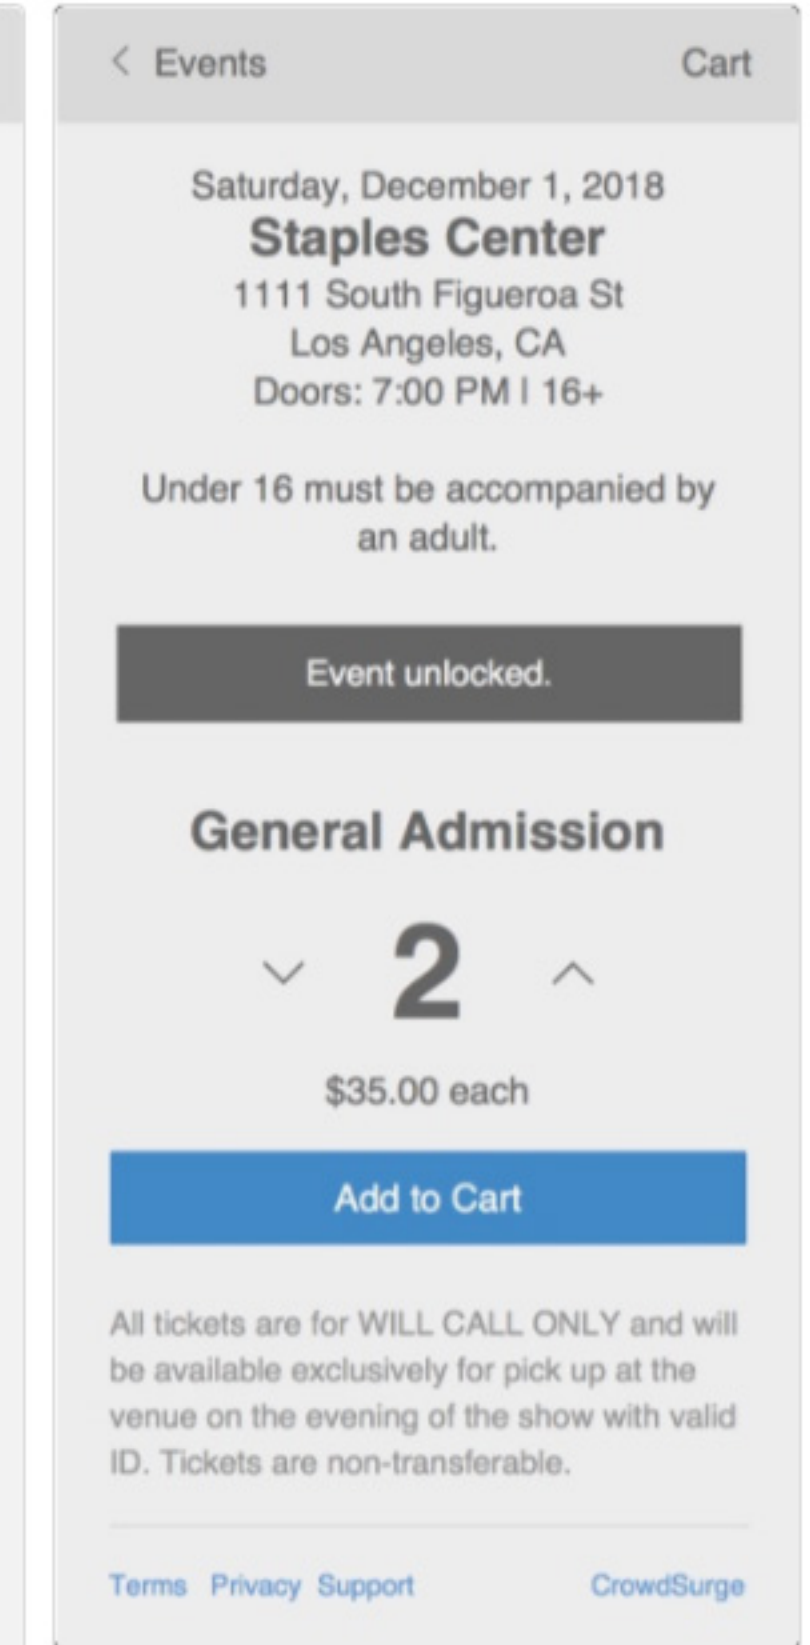 Events Cart
Saturday, December 1, 2018
Staples Center
1111 South Figueroa St
Los Angeles, CA
Doors: 7:00 PM | 16+
Under 16 must be accompanied by
an adult.
Event unlocked.
General Admission
2
$35.00 each
Add to Cart
All tickets are for WILL CALL ONLY and will
be available exclusively for pick up at the
venue on the evening of the show with valid
ID. Tickets are non-transferable.
Terms Privacy Support CrowdSurge